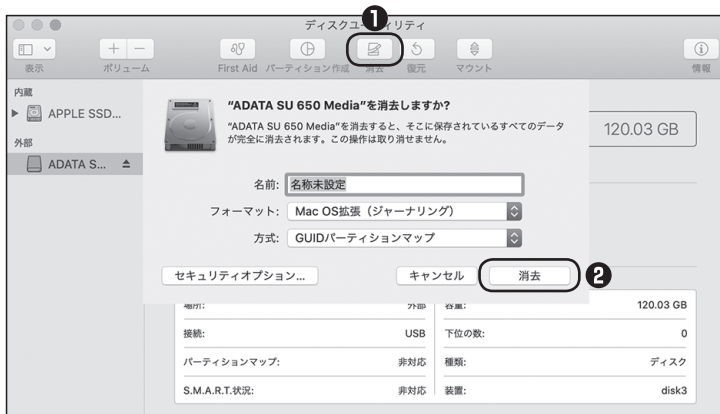 ディスクユーティリティ
1
表示
ボリューム
First Aid
パーティション作成
消去
復元
マウント
情報
内蔵
APPLE SSD...
外部
ADATA S...
120.03 GB
“ADATA SU 650 Media”を消去しますか?
“ADATA SU 650 Media”を消去すると、そこに保存されているすべてのデータ
が完全に消去されます。この操作は取り消せません。
名前: 名称未設定
フォーマット: Mac OS拡張（ジャーナリング）
方式: GUIDパーティションマップ
セキュリティオプション...
キャンセル
消去
2
場所: 外部
容量: 120.03 GB
接続: USB
下位の数: 0
パーティションマップ: 非対応
種類: ディスク
S.M.A.R.T.状況: 非対応
装置: disk3